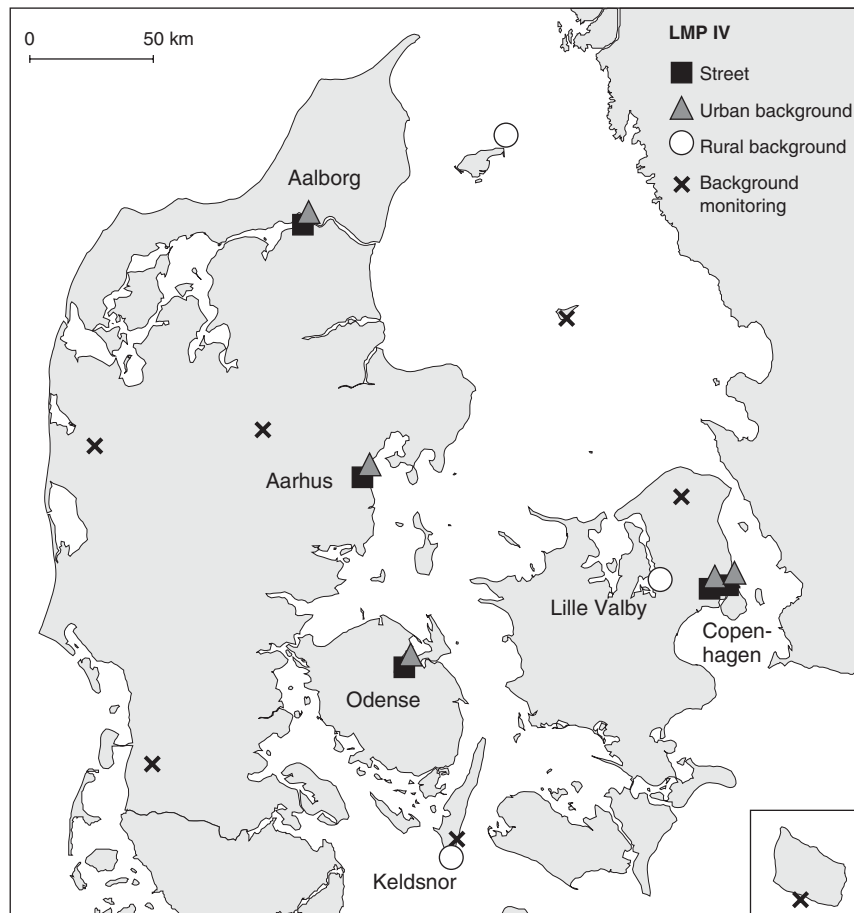 0 50 km
LMP IV
Street
Urban background
Rural background
Background
monitoring
Aalborg
Aarhus
Lille Valby
Copen-
hagen
Odense
Keldsnor